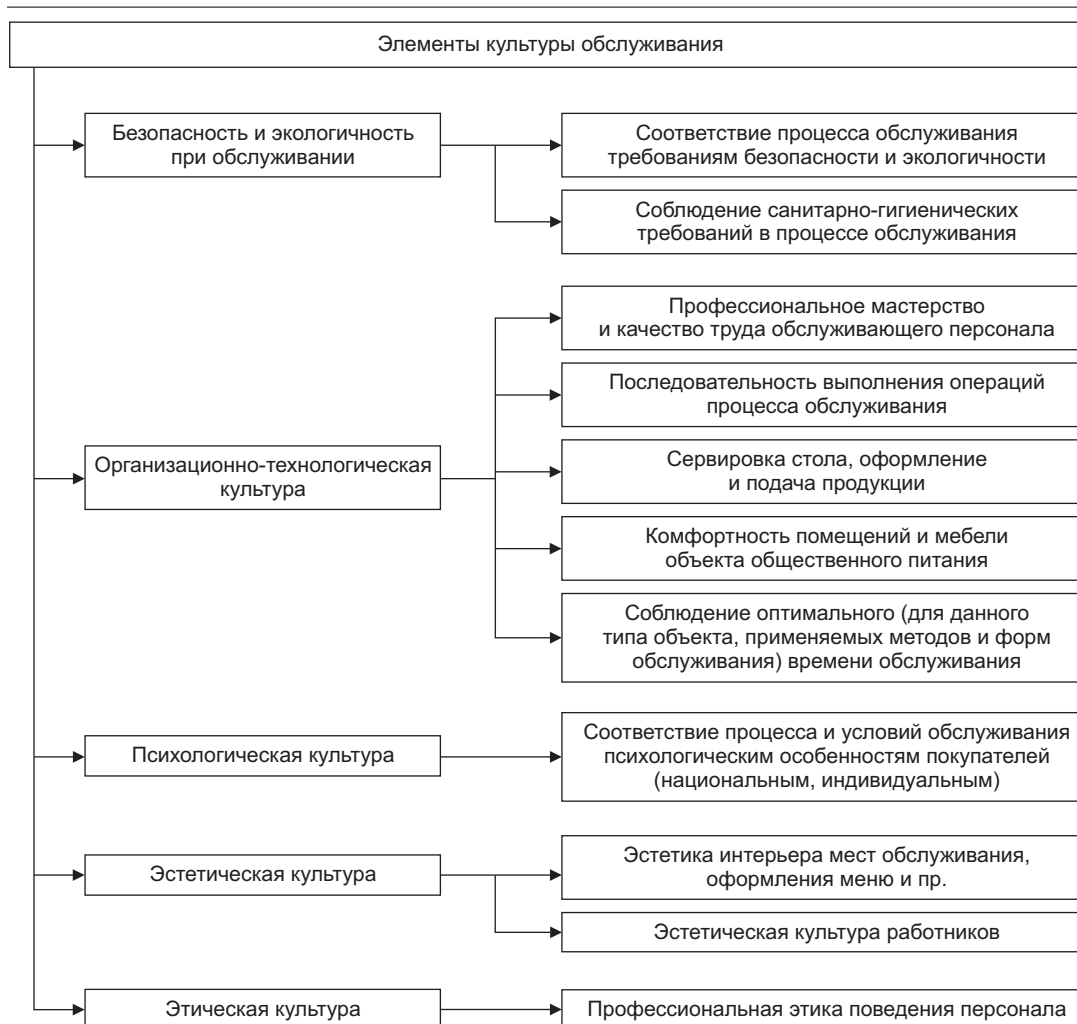 Элементы культуры обслуживания
Безопасность и экологичность
при обслуживании
Соответствие процесса обслуживания
требованиям безопасности и экологичности
Соблюдение санитарно-гигиенических
требований в процессе обслуживания
Организационно-технологическая
культура
Профессиональное мастерство
и качество труда обслуживающего персонала
Последовательность выполнения операций
процесса обслуживания
Сервировка стола, оформление
и подача продукции
Комфортность помещений и мебели
объекта общественного питания
Соблюдение оптимального (для данного
типа объекта, применяемых методов и форм
обслуживания) времени обслуживания
Психологическая культура
Соответствие процесса и условий обслуживания
психологическим особенностям покупателей
(национальным, индивидуальным)
Эстетическая культура
Эстетика интерьера мест обслуживания,
оформления меню и пр.
Эстетическая культура работников
Этическая культура
Профессиональная этика поведения персонала